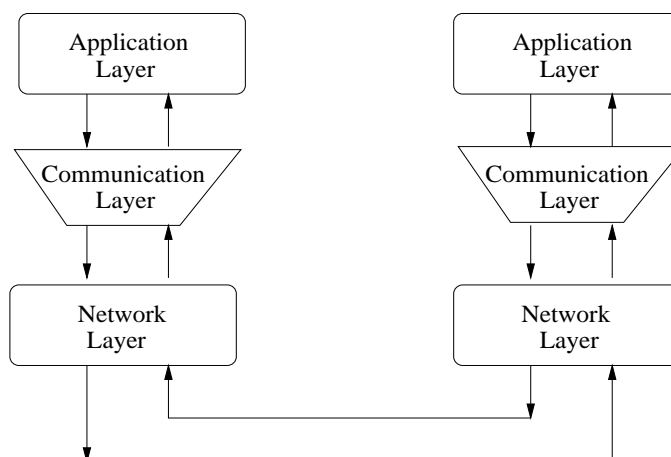 Application
Layer
Application
Layer
Communication
Layer
Communication
Layer
Network
Layer
Network
Layer